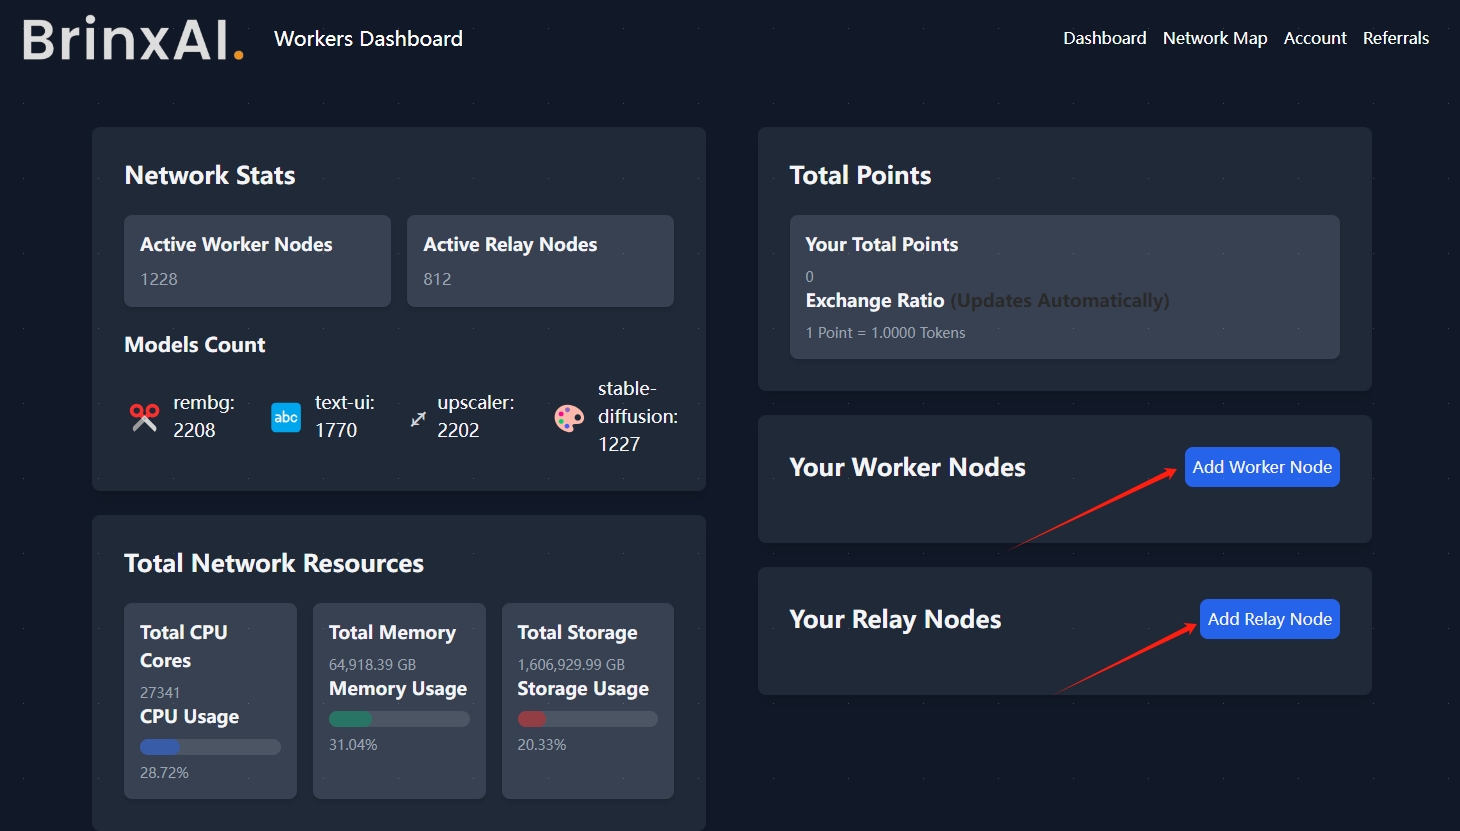 BrinxAI.
Workers Dashboard
Dashboard
Network Map
Account
Referrals
Network Stats
Active Worker Nodes
1228
Active Relay Nodes
812
Models Count
rembg:
2208
abc
text-ui:
1770
upscaler:
2202
stable-
diffusion:
1227
Total Network Resources
Total CPU
Cores
27341
CPU Usage
28.72%
Total Memory
64,918.39 GB
Memory Usage
31.04%
Total Storage
1,606,929.99 GB
Storage Usage
20.33%
Total Points
Your Total Points
0
Exchange Ratio (Updates Automatically)
1 Point = 1.0000 Tokens
Your Worker Nodes
Add Worker Node
Your Relay Nodes
Add Relay Node